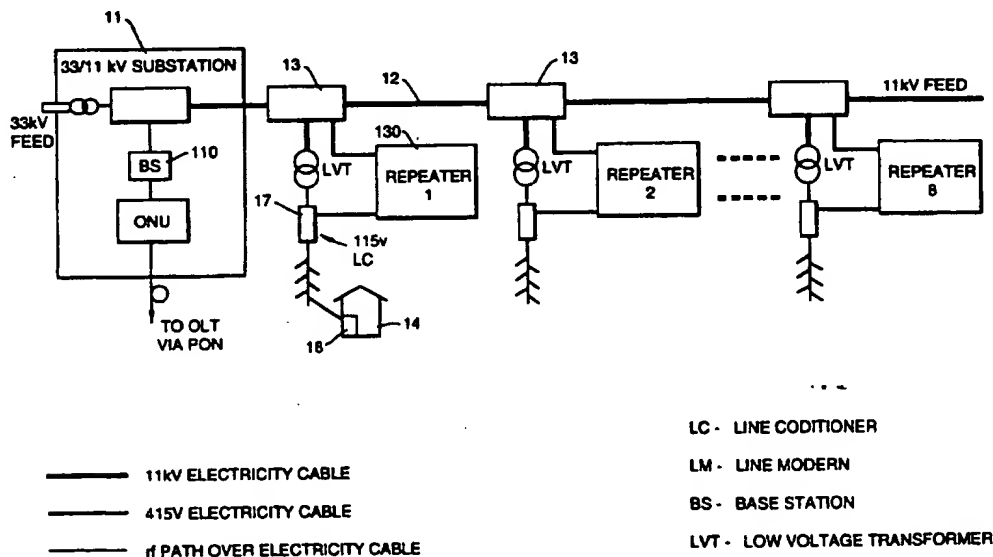 11
33/11 kV SUBSTATION
13
12
13
11kV FEED
33kV
FEED
BS
110
ONU
TO OLT
VIA PON
LVT
130
REPEATER
1
17
115v
LC
14
18
LVT
REPEATER
2
LVT
REPEATER
8
LC - LINE CODITIONER
LM - LINE MODERN
BS - BASE STATION
LVT - LOW VOLTAGE TRANSFORMER
11kV ELECTRICITY CABLE
415V ELECTRICITY CABLE
rf PATH OVER ELECTRICITY CABLE